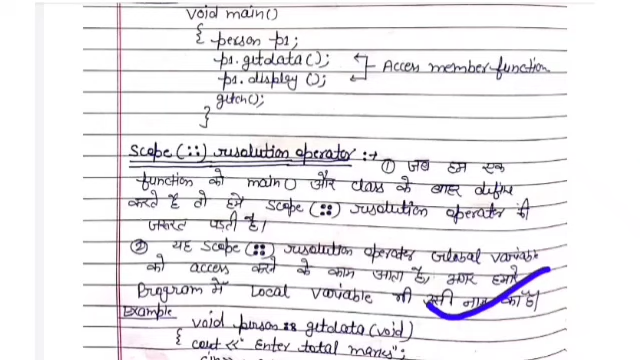 void main()
{ person p1;
p1.getdata();
p1.display();
Access member function
getch();
}
Scope (::) resolution operator :→ ① जब हम एक
function को main() और class के बाहर define
करते है तो हमे scope (::) resolution operator की
जरूरत पड़ती है।
② यह scope (::) resolution operator Global variable
को access करने के काम आता है, अगर हमारे
Program में Local variable भी उसी नाम का है।
Example
void person :: getdata(void)
{ cout << "Enter total marks";